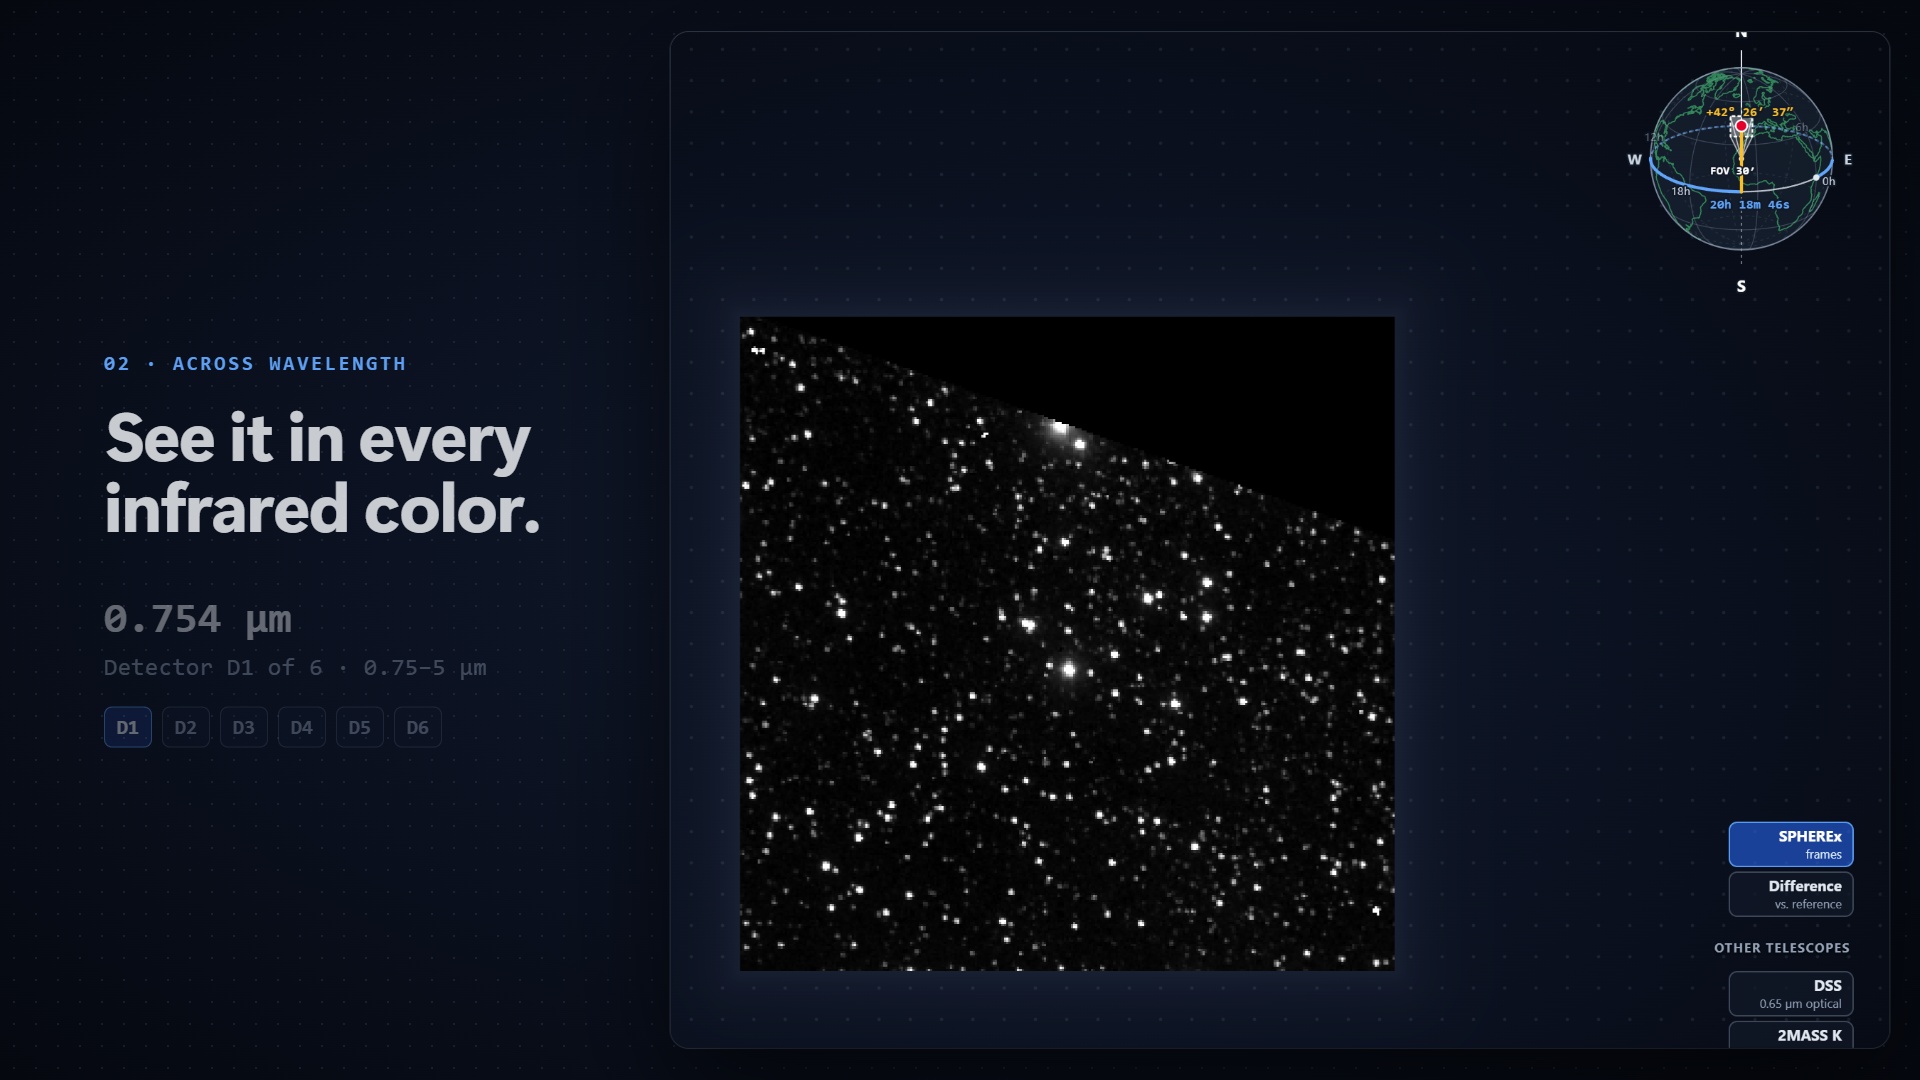 02 · ACROSS WAVELENGTH
See it in every
infrared color.
0.754 µm
Detector D1 of 6 · 0.75–5 µm
D1 D2 D3 D4 D5 D6
N
+42° 26′ 37″
12h
6h
W
E
FOV 30′
18h
0h
20h 18m 46s
S
SPHEREx
frames
Difference
vs. reference
OTHER TELESCOPES
DSS
0.65 µm optical
2MASS K